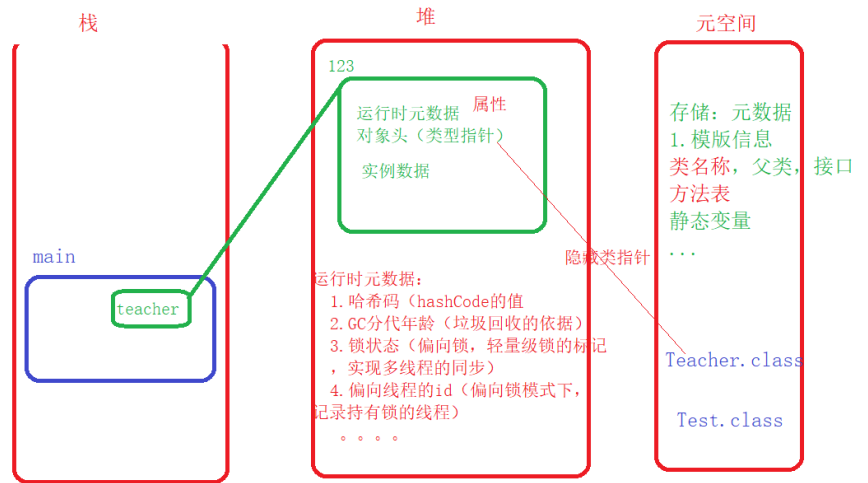 栈
堆
元空间
123
运行时元数据
属性
对象头（类型指针）
实例数据
存储：元数据
1.模版信息
类名称，父类，接口
方法表
静态变量
...
main
teacher
隐藏类指针
运行时元数据：
1.哈希码（hashCode的值
2.GC分代年龄（垃圾回收的依据）
3.锁状态（偏向锁，轻量级锁的标记
，实现多线程的同步）
4.偏向线程的id（偏向锁模式下，
记录持有锁的线程）
。。。。
Teacher.class
Test.class